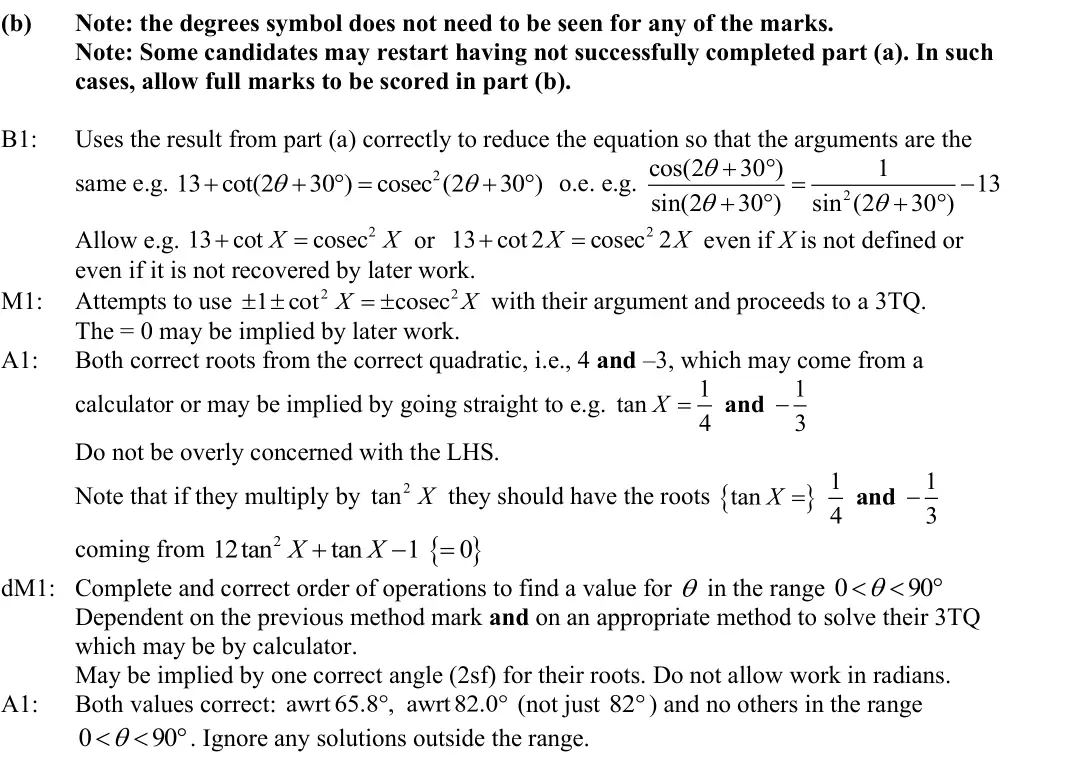 (b) Note: the degrees symbol does not need to be seen for any of the marks.
Note: Some candidates may restart having not successfully completed part (a). In such
cases, allow full marks to be scored in part (b).
B1: Uses the result from part (a) correctly to reduce the equation so that the arguments are the
same e.g. 13 + cot(2θ + 30°) = cosec²(2θ + 30°) o.e. e.g. cos(2θ + 30°)/sin(2θ + 30°) = 1/sin²(2θ + 30°) − 13
Allow e.g. 13 + cot X = cosec² X or 13 + cot 2X = cosec² 2X even if X is not defined or
even if it is not recovered by later work.
M1: Attempts to use ±1 ± cot² X = ±cosec² X with their argument and proceeds to a 3TQ.
The = 0 may be implied by later work.
A1: Both correct roots from the correct quadratic, i.e., 4 and –3, which may come from a
calculator or may be implied by going straight to e.g. tan X = 1/4 and −1/3
Do not be overly concerned with the LHS.
Note that if they multiply by tan² X they should have the roots {tan X =} 1/4 and −1/3
coming from 12 tan² X + tan X − 1 {= 0}
dM1: Complete and correct order of operations to find a value for θ in the range 0 < θ < 90°
Dependent on the previous method mark and on an appropriate method to solve their 3TQ
which may be by calculator.
May be implied by one correct angle (2sf) for their roots. Do not allow work in radians.
A1: Both values correct: awrt 65.8°, awrt 82.0° (not just 82°) and no others in the range
0 < θ < 90°. Ignore any solutions outside the range.